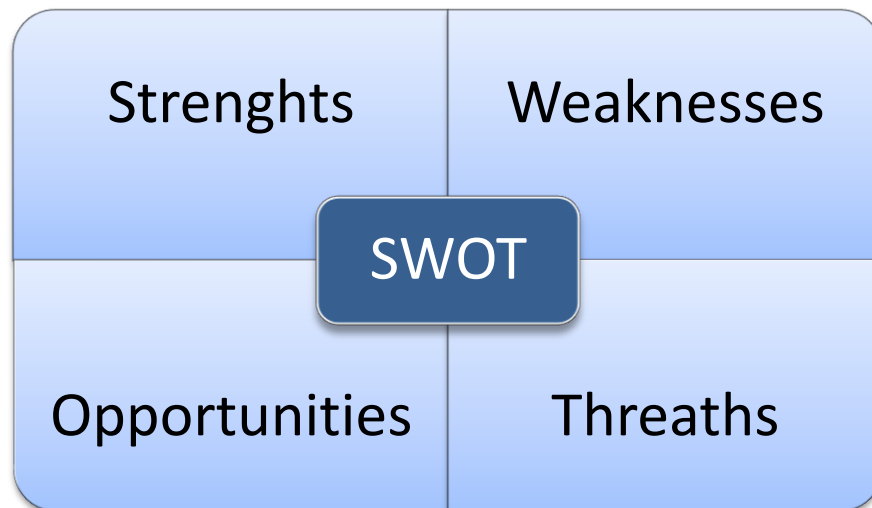 Strenghts
Weaknesses
SWOT
Opportunities
Threaths